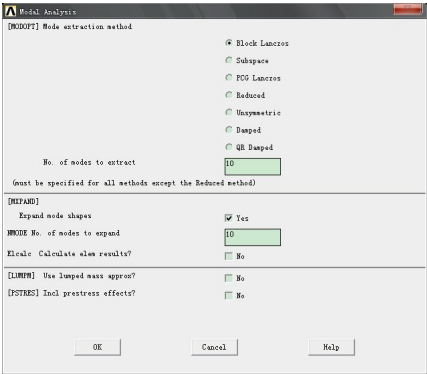 Modal Analysis
[MODOPT] Mode extraction method
Block Lanczos
Subspace
PCG Lanczos
Reduced
Unsymmetric
Damped
QR Damped
No. of modes to extract 10
(must be specified for all methods except the Reduced method)
[MXPAND]
Expand mode shapes Yes
NMODE No. of modes to expand 10
Elcalc Calculate elem results? No
[LUMPM] Use lumped mass approx? No
[PSTRES] Incl prestress effects? No
OK Cancel Help